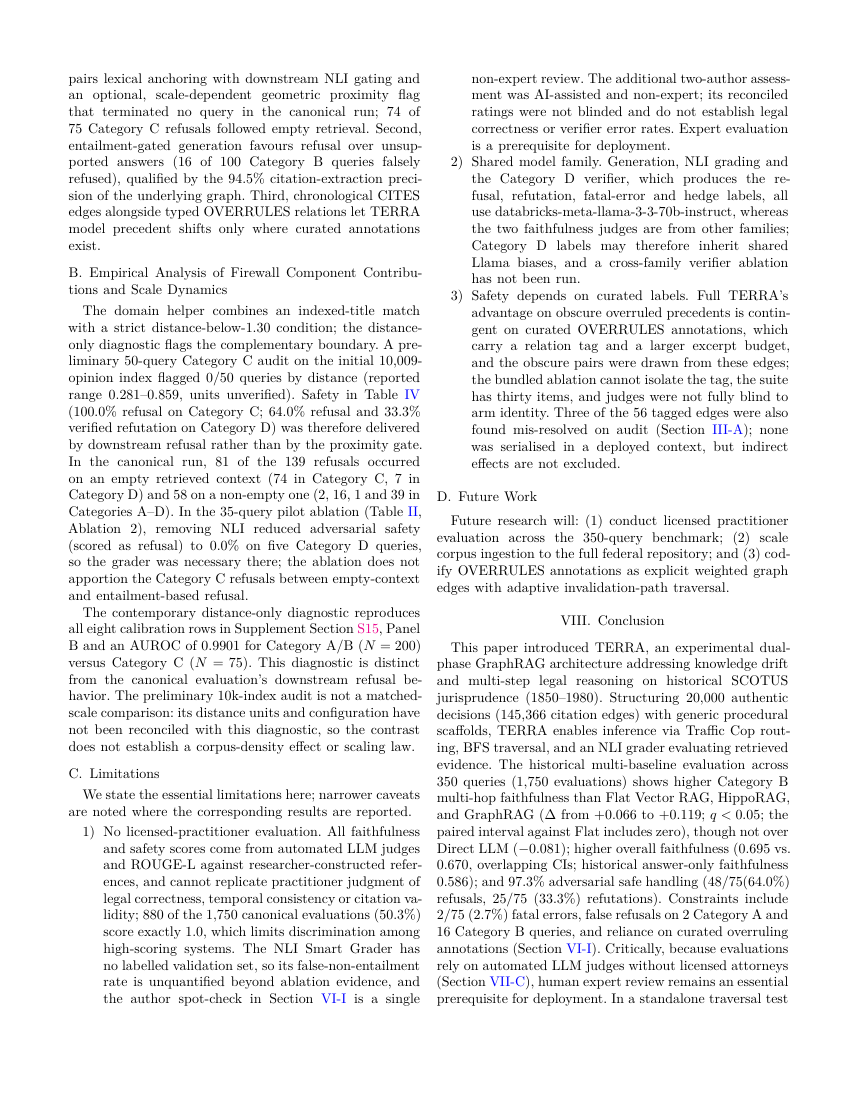 pairs lexical anchoring with downstream NLI gating and
an optional, scale-dependent geometric proximity flag
that terminated no query in the canonical run; 74 of
75 Category C refusals followed empty retrieval. Second,
entailment-gated generation favours refusal over unsup-
ported answers (16 of 100 Category B queries falsely
refused), qualified by the 94.5% citation-extraction preci-
sion of the underlying graph. Third, chronological CITES
edges alongside typed OVERRULES relations let TERRA
model precedent shifts only where curated annotations
exist.
B. Empirical Analysis of Firewall Component Contribu-
tions and Scale Dynamics
The domain helper combines an indexed-title match
with a strict distance-below-1.30 condition; the distance-
only diagnostic flags the complementary boundary. A pre-
liminary 50-query Category C audit on the initial 10,009-
opinion index flagged 0/50 queries by distance (reported
range 0.281–0.859, units unverified). Safety in Table IV
(100.0% refusal on Category C; 64.0% refusal and 33.3%
verified refutation on Category D) was therefore delivered
by downstream refusal rather than by the proximity gate.
In the canonical run, 81 of the 139 refusals occurred
on an empty retrieved context (74 in Category C, 7 in
Category D) and 58 on a non-empty one (2, 16, 1 and 39 in
Categories A–D). In the 35-query pilot ablation (Table II,
Ablation 2), removing NLI reduced adversarial safety
(scored as refusal) to 0.0% on five Category D queries,
so the grader was necessary there; the ablation does not
apportion the Category C refusals between empty-context
and entailment-based refusal.
The contemporary distance-only diagnostic reproduces
all eight calibration rows in Supplement Section S15, Panel
B and an AUROC of 0.9901 for Category A/B (N = 200)
versus Category C (N = 75). This diagnostic is distinct
from the canonical evaluation's downstream refusal be-
havior. The preliminary 10k-index audit is not a matched-
scale comparison: its distance units and configuration have
not been reconciled with this diagnostic, so the contrast
does not establish a corpus-density effect or scaling law.
C. Limitations
We state the essential limitations here; narrower caveats
are noted where the corresponding results are reported.
1) No licensed-practitioner evaluation. All faithfulness
and safety scores come from automated LLM judges
and ROUGE-L against researcher-constructed refer-
ences, and cannot replicate practitioner judgment of
legal correctness, temporal consistency or citation va-
lidity; 880 of the 1,750 canonical evaluations (50.3%)
score exactly 1.0, which limits discrimination among
high-scoring systems. The NLI Smart Grader has
no labelled validation set, so its false-non-entailment
rate is unquantified beyond ablation evidence, and
the author spot-check in Section VI-I is a single
non-expert review. The additional two-author assess-
ment was AI-assisted and non-expert; its reconciled
ratings were not blinded and do not establish legal
correctness or verifier error rates. Expert evaluation
is a prerequisite for deployment.
2) Shared model family. Generation, NLI grading and
the Category D verifier, which produces the re-
fusal, refutation, fatal-error and hedge labels, all
use databricks-meta-llama-3-3-70b-instruct, whereas
the two faithfulness judges are from other families;
Category D labels may therefore inherit shared
Llama biases, and a cross-family verifier ablation
has not been run.
3) Safety depends on curated labels. Full TERRA's
advantage on obscure overruled precedents is contin-
gent on curated OVERRULES annotations, which
carry a relation tag and a larger excerpt budget,
and the obscure pairs were drawn from these edges;
the bundled ablation cannot isolate the tag, the suite
has thirty items, and judges were not fully blind to
arm identity. Three of the 56 tagged edges were also
found mis-resolved on audit (Section III-A); none
was serialised in a deployed context, but indirect
effects are not excluded.
D. Future Work
Future research will: (1) conduct licensed practitioner
evaluation across the 350-query benchmark; (2) scale
corpus ingestion to the full federal repository; and (3) cod-
ify OVERRULES annotations as explicit weighted graph
edges with adaptive invalidation-path traversal.
VIII. Conclusion
This paper introduced TERRA, an experimental dual-
phase GraphRAG architecture addressing knowledge drift
and multi-step legal reasoning on historical SCOTUS
jurisprudence (1850–1980). Structuring 20,000 authentic
decisions (145,366 citation edges) with generic procedural
scaffolds, TERRA enables inference via Traffic Cop rout-
ing, BFS traversal, and an NLI grader evaluating retrieved
evidence. The historical multi-baseline evaluation across
350 queries (1,750 evaluations) shows higher Category B
multi-hop faithfulness than Flat Vector RAG, HippoRAG,
and GraphRAG (Δ from +0.066 to +0.119; q < 0.05; the
paired interval against Flat includes zero), though not over
Direct LLM (−0.081); higher overall faithfulness (0.695 vs.
0.670, overlapping CIs; historical answer-only faithfulness
0.586); and 97.3% adversarial safe handling (48/75(64.0%)
refusals, 25/75 (33.3%) refutations). Constraints include
2/75 (2.7%) fatal errors, false refusals on 2 Category A and
16 Category B queries, and reliance on curated overruling
annotations (Section VI-I). Critically, because evaluations
rely on automated LLM judges without licensed attorneys
(Section VII-C), human expert review remains an essential
prerequisite for deployment. In a standalone traversal test